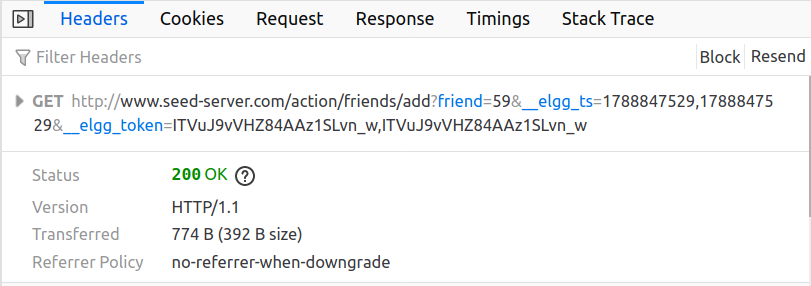 Headers Cookies Request Response Timings Stack Trace
Filter Headers Block Resend
GET http://www.seed-server.com/action/friends/add?friend=59&__elgg_ts=1788847529,17888475
29&__elgg_token=ITVuJ9vVHZ84AAz1SLvn_w,ITVuJ9vVHZ84AAz1SLvn_w
Status 200 OK ?
Version HTTP/1.1
Transferred 774 B (392 B size)
Referrer Policy no-referrer-when-downgrade